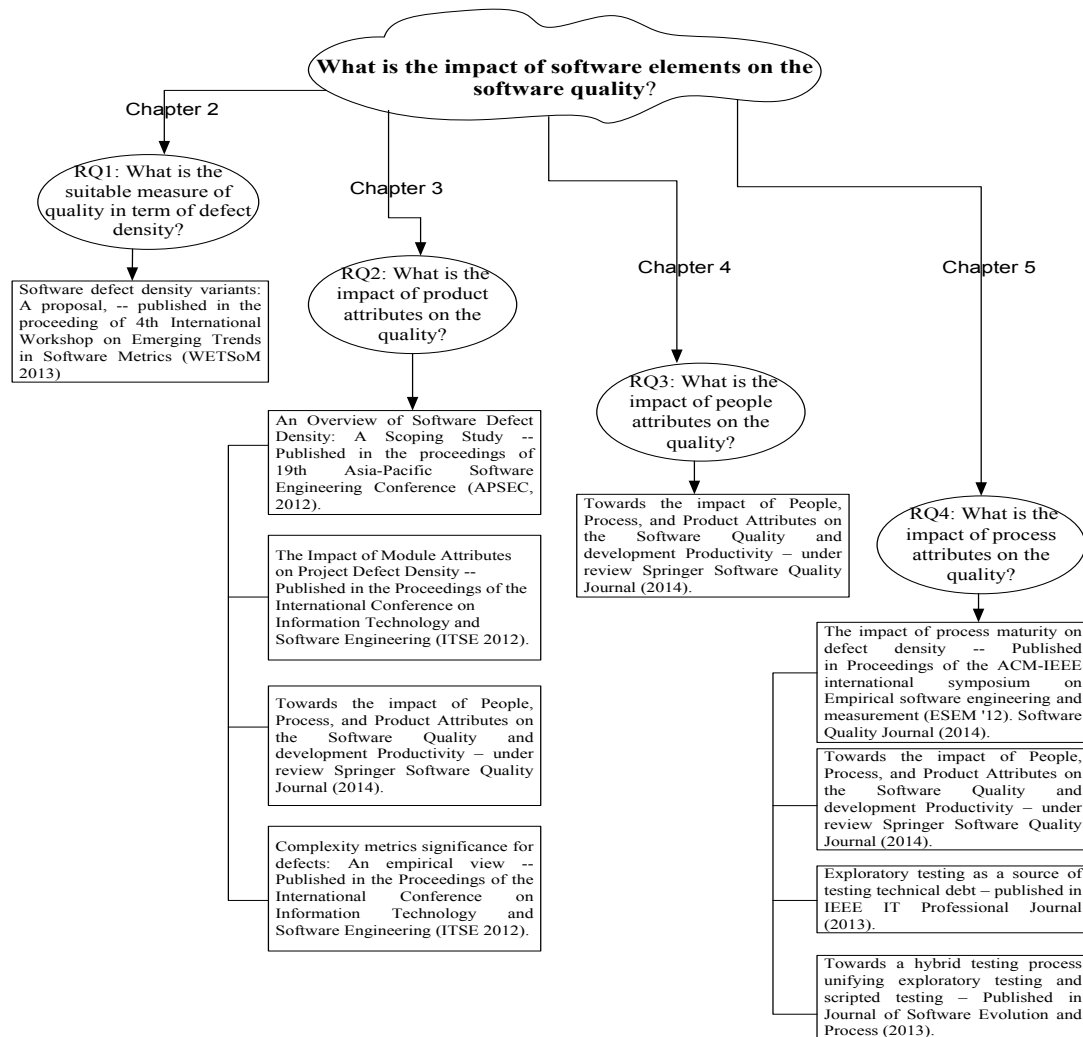 What is the impact of software elements on the
software quality?
Chapter 2
RQ1: What is the
suitable measure of
quality in term of defect
density?
Software defect density variants:
A proposal, -- published in the
proceeding of 4th International
Workshop on Emerging Trends
in Software Metrics (WETSoM
2013)
Chapter 3
RQ2: What is the
impact of product
attributes on the
quality?
An Overview of Software Defect
Density: A Scoping Study --
Published in the proceedings of
19th Asia-Pacific Software
Engineering Conference (APSEC,
2012).
The Impact of Module Attributes
on Project Defect Density --
Published in the Proceedings of the
International Conference on
Information Technology and
Software Engineering (ITSE 2012).
Towards the impact of People,
Process, and Product Attributes on
the Software Quality and
development Productivity – under
review Springer Software Quality
Journal (2014).
Complexity metrics significance for
defects: An empirical view --
Published in the Proceedings of the
International Conference on
Information Technology and
Software Engineering (ITSE 2012).
Chapter 4
RQ3: What is the
impact of people
attributes on the
quality?
Towards the impact of People,
Process, and Product Attributes on
the Software Quality and
development Productivity – under
review Springer Software Quality
Journal (2014).
Chapter 5
RQ4: What is the
impact of process
attributes on the
quality?
The impact of process maturity on
defect density -- Published
in Proceedings of the ACM-IEEE
international symposium on
Empirical software engineering and
measurement (ESEM '12). Software
Quality Journal (2014).
Towards the impact of People,
Process, and Product Attributes on
the Software Quality and
development Productivity – under
review Springer Software Quality
Journal (2014).
Exploratory testing as a source of
testing technical debt – published in
IEEE IT Professional Journal
(2013).
Towards a hybrid testing process
unifying exploratory testing and
scripted testing – Published in
Journal of Software Evolution and
Process (2013).